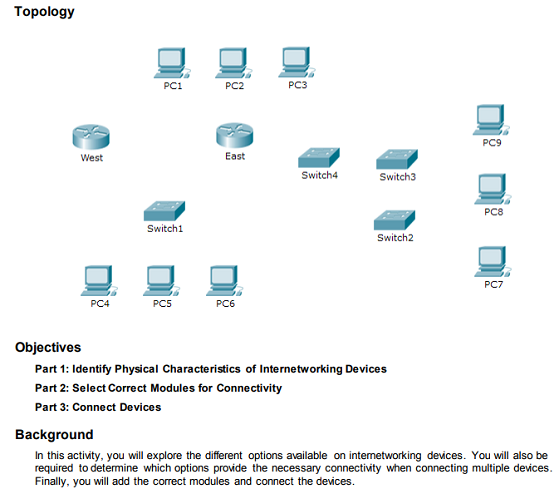 Topology
PC1 PC2 PC3
PC9
West East
Switch4 Switch3
PC8
Switch1
Switch2
PC7
PC4 PC5 PC6
Objectives
Part 1: Identify Physical Characteristics of Internetworking Devices
Part 2: Select Correct Modules for Connectivity
Part 3: Connect Devices
Background
In this activity, you will explore the different options available on internetworking devices. You will also be
required to determine which options provide the necessary connectivity when connecting multiple devices.
Finally, you will add the correct modules and connect the devices.